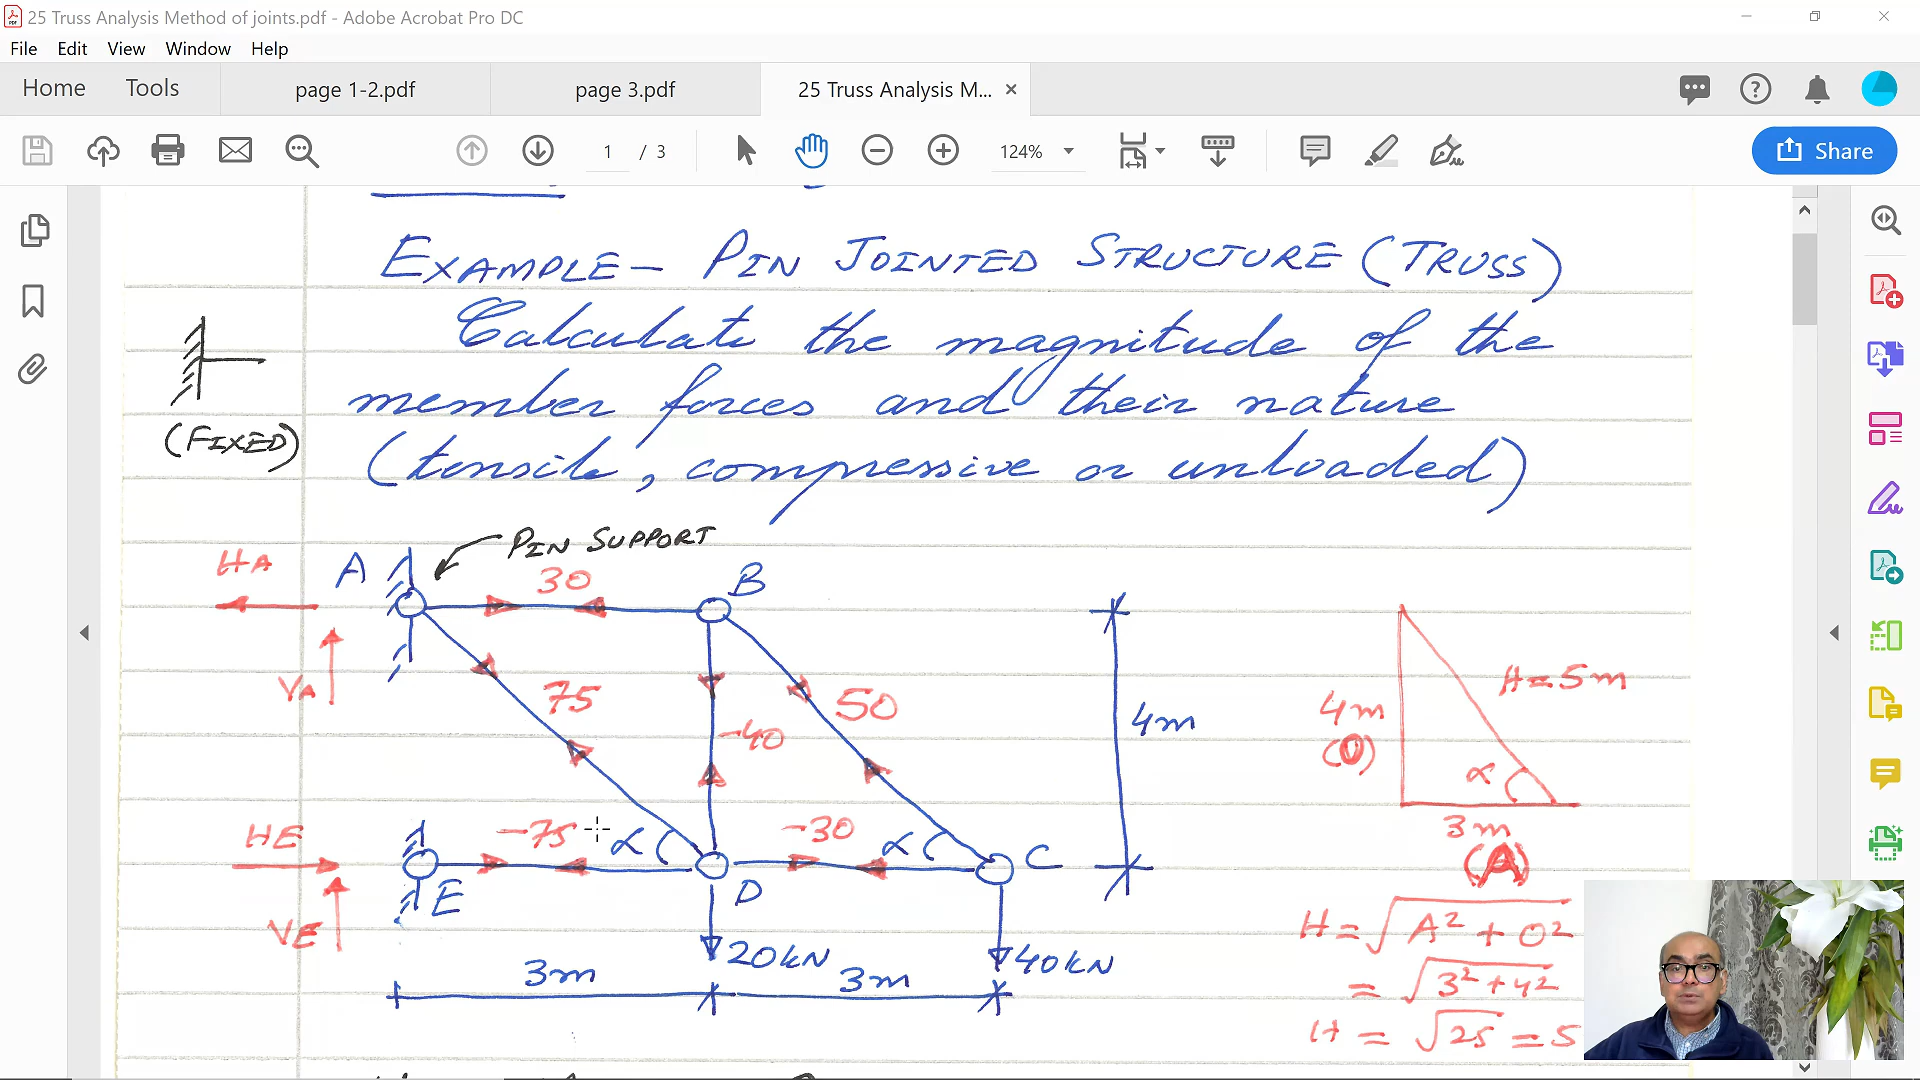 25 Truss Analysis Method of joints.pdf - Adobe Acrobat Pro DC
File Edit View Window Help
Home Tools page 1-2.pdf page 3.pdf 25 Truss Analysis M...
1 / 3 124% Share
EXAMPLE - PIN JOINTED STRUCTURE (TRUSS)
Calculate the magnitude of the
member forces and their nature
(tensile, compressive or unloaded)
(FIXED)
PIN SUPPORT
HA A 30 B
VA 75 50 4m
-40
HE -75 α -30 α C
VE E D
20kN 40kN
3m 3m
4m H=5m
(O) α
3m
(A)
H = √A² + O²
= √3² + 4²
H = √25 = 5